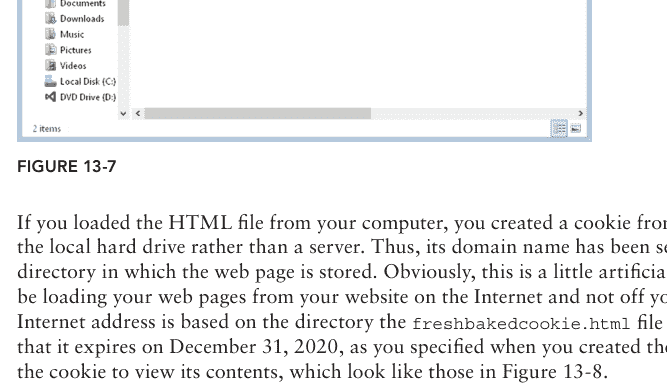 Documents
Downloads
Music
Pictures
Videos
Local Disk (C:)
DVD Drive (D:)
2 items
FIGURE 13-7
If you loaded the HTML file from your computer, you created a cookie from
the local hard drive rather than a server. Thus, its domain name has been
directory in which the web page is stored. Obviously, this is a little
be loading your web pages from your website on the Internet and not off
Internet address is based on the directory the freshbakedcookie.html file
that it expires on December 31, 2020, as you specified when you created
the cookie to view its contents, which look like those in Figure 13-8.